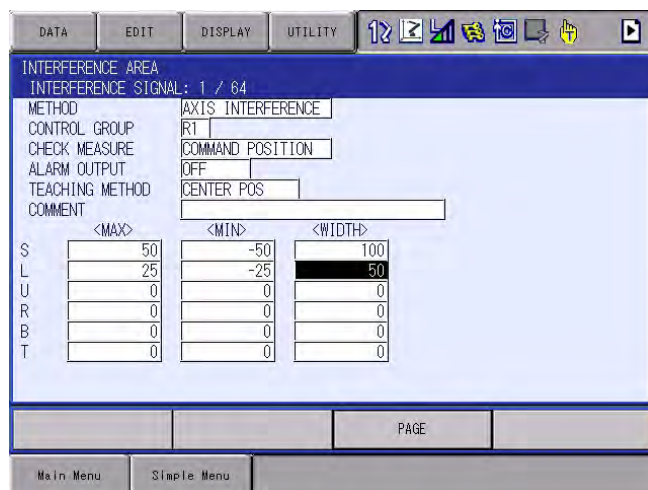 DATA EDIT DISPLAY UTILITY
INTERFERENCE AREA
INTERFERENCE SIGNAL: 1 / 64
METHOD AXIS INTERFERENCE
CONTROL GROUP R1
CHECK MEASURE COMMAND POSITION
ALARM OUTPUT OFF
TEACHING METHOD CENTER POS
COMMENT
<MAX> <MIN> <WIDTH>
S 50 -50 100
L 25 -25 50
U 0 0 0
R 0 0 0
B 0 0 0
T 0 0 0
PAGE
Main Menu Simple Menu